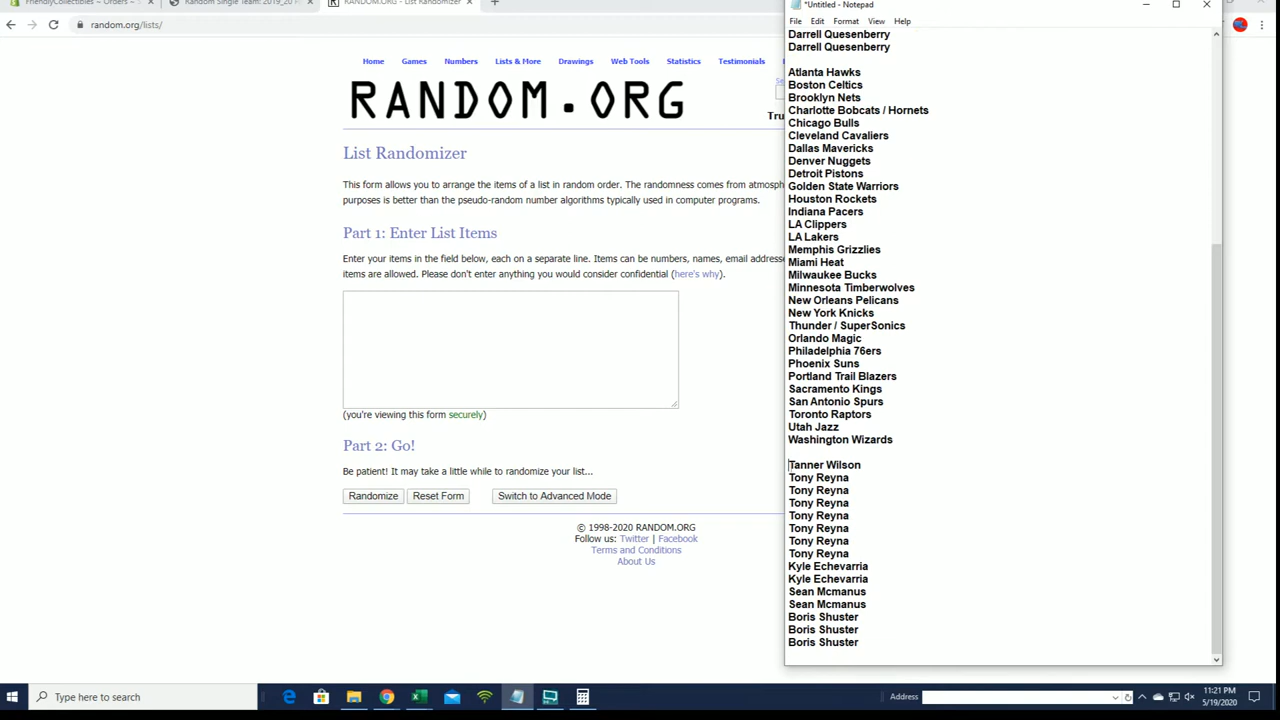 FriendlyCollectibles – Orders –
Random Single Team: 2019_20
RANDOM.ORG - List Randomizer
random.org/lists/
*Untitled - Notepad
File Edit Format View Help
Home Games Numbers Lists & More Drawings Web Tools Statistics Testimonials
RANDOM.ORG
List Randomizer
This form allows you to arrange the items of a list in random order. The randomness comes from atmosph
purposes is better than the pseudo-random number algorithms typically used in computer programs.
Part 1: Enter List Items
Enter your items in the field below, each on a separate line. Items can be numbers, names, email addresse
items are allowed. Please don't enter anything you would consider confidential (here's why).
(you're viewing this form securely)
Part 2: Go!
Be patient! It may take a little while to randomize your list...
Randomize Reset Form Switch to Advanced Mode
© 1998-2020 RANDOM.ORG
Follow us: Twitter | Facebook
Terms and Conditions
About Us
Darrell Quesenberry
Darrell Quesenberry
Atlanta Hawks
Boston Celtics
Brooklyn Nets
Charlotte Bobcats / Hornets
Chicago Bulls
Cleveland Cavaliers
Dallas Mavericks
Denver Nuggets
Detroit Pistons
Golden State Warriors
Houston Rockets
Indiana Pacers
LA Clippers
LA Lakers
Memphis Grizzlies
Miami Heat
Milwaukee Bucks
Minnesota Timberwolves
New Orleans Pelicans
New York Knicks
Thunder / SuperSonics
Orlando Magic
Philadelphia 76ers
Phoenix Suns
Portland Trail Blazers
Sacramento Kings
San Antonio Spurs
Toronto Raptors
Utah Jazz
Washington Wizards
Tanner Wilson
Tony Reyna
Tony Reyna
Tony Reyna
Tony Reyna
Tony Reyna
Tony Reyna
Tony Reyna
Kyle Echevarria
Kyle Echevarria
Sean Mcmanus
Sean Mcmanus
Boris Shuster
Boris Shuster
Boris Shuster
Type here to search
Address
11:21 PM
5/19/2020